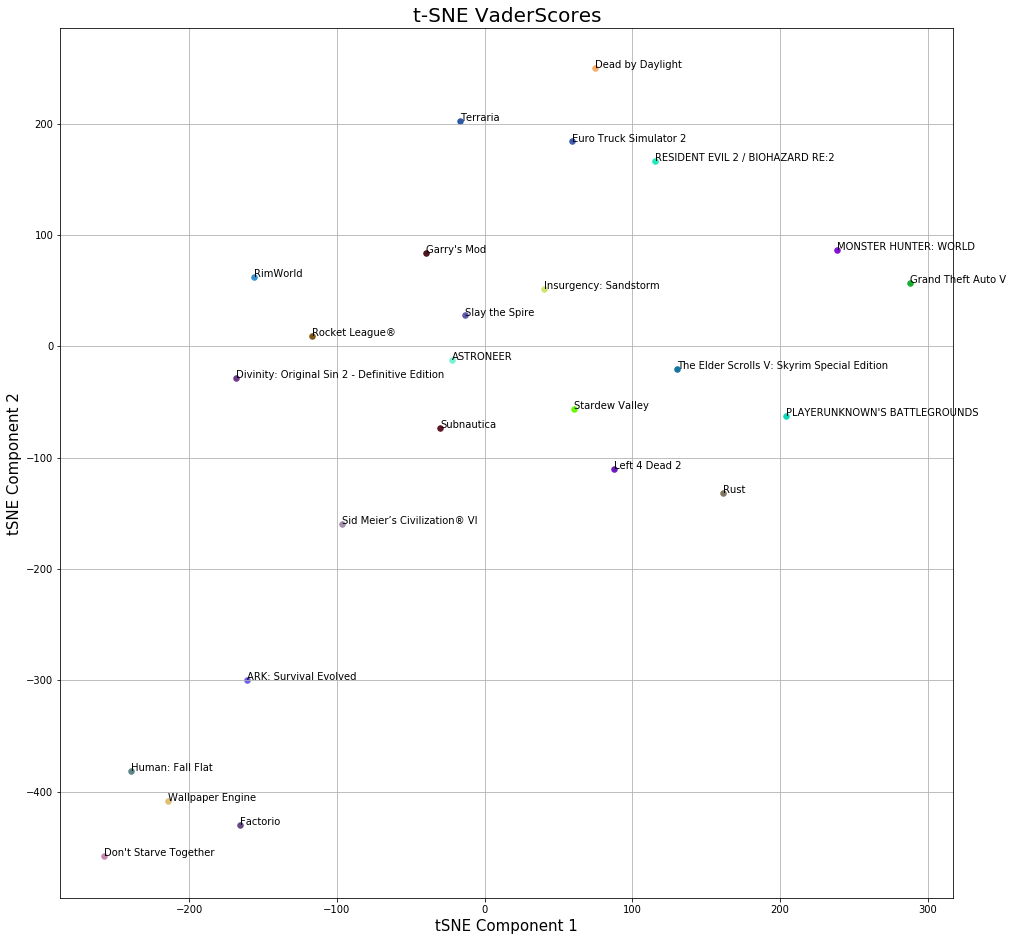 t-SNE VaderScores
Dead by Daylight
Terraria
Euro Truck Simulator 2
RESIDENT EVIL 2 / BIOHAZARD RE:2
MONSTER HUNTER: WORLD
Garry's Mod
RimWorld
Grand Theft Auto V
Insurgency: Sandstorm
Slay the Spire
Rocket League®
ASTRONEER
The Elder Scrolls V: Skyrim Special Edition
Divinity: Original Sin 2 - Definitive Edition
Stardew Valley
PLAYERUNKNOWN'S BATTLEGROUNDS
Subnautica
Left 4 Dead 2
Rust
Sid Meier’s Civilization® VI
ARK: Survival Evolved
Human: Fall Flat
Wallpaper Engine
Factorio
Don't Starve Together
200
100
0
−100
−200
−300
−400
tSNE Component 2
−200
−100
0
100
200
300
tSNE Component 1